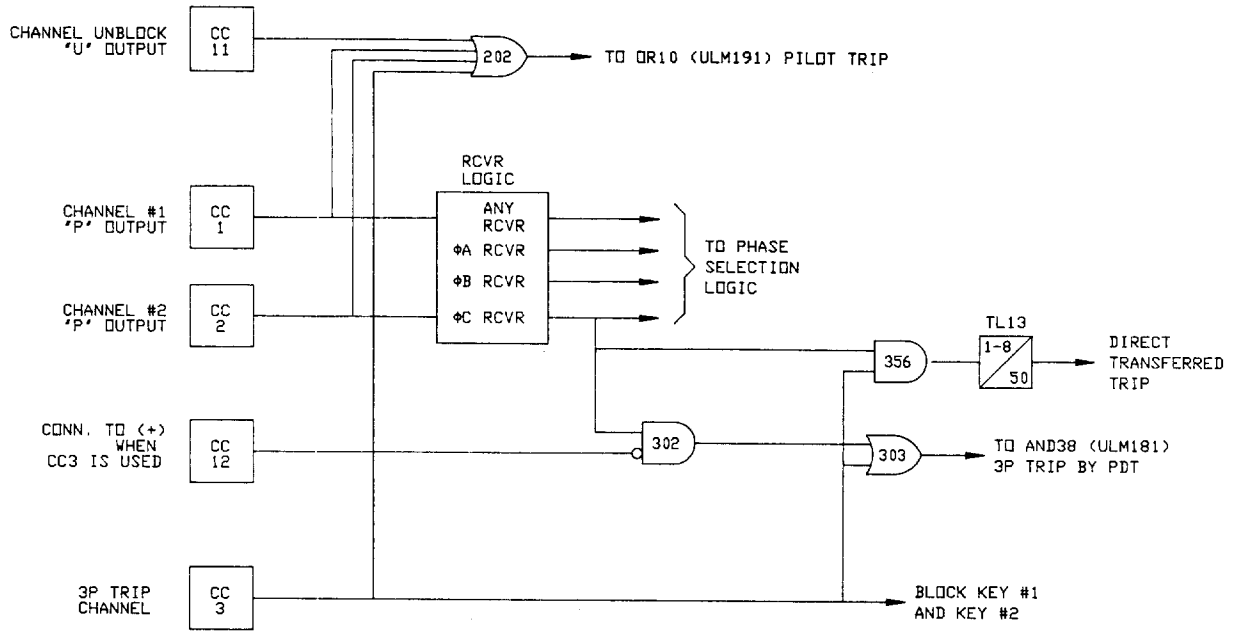 CHANNEL UNBLOCK
"U" OUTPUT
CC
11
202
TO OR10 (ULM191) PILOT TRIP
RCVR
LOGIC
CHANNEL #1
"P" OUTPUT
CC
1
ANY
RCVR
ΦA RCVR
ΦB RCVR
ΦC RCVR
TO PHASE
SELECTION
LOGIC
CHANNEL #2
"P" OUTPUT
CC
2
356
TL13
1-8
50
DIRECT
TRANSFERRED
TRIP
CONN. TO (+)
WHEN
CC3 IS USED
CC
12
302
303
TO AND38 (ULM181)
3P TRIP BY PDT
3P TRIP
CHANNEL
CC
3
BLOCK KEY #1
AND KEY #2